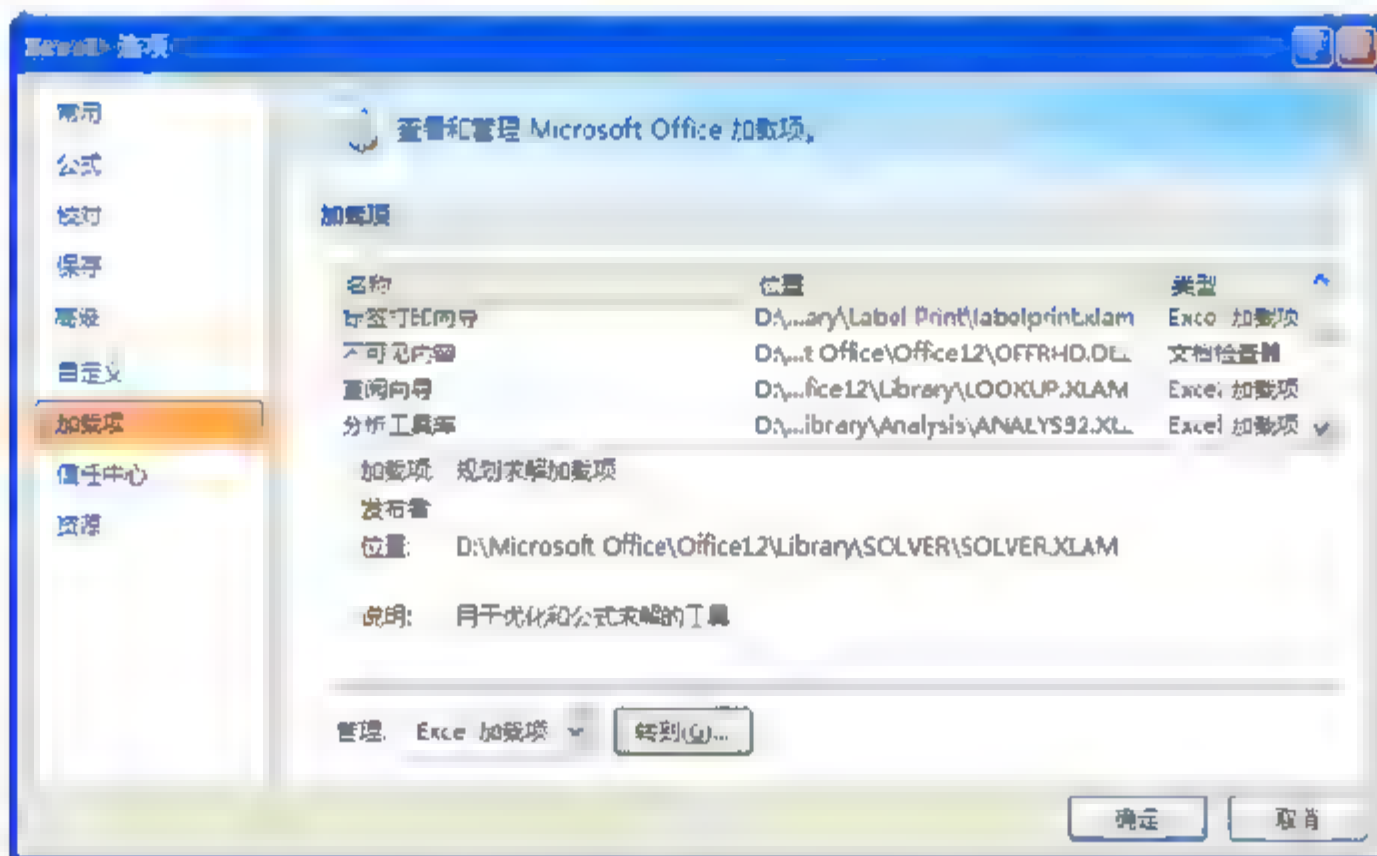 Excel 选项
常用
公式
校对
保存
高级
自定义
加载项
信任中心
资源
查看和管理 Microsoft Office 加载项。
加载项
名称 位置 类型
标签打印向导 D:\...ary\Label Print\labelprint.xlam Excel 加载项
不可见内容 D:\...t Office\Office12\OFFRHD.DL... 文档检查器
查阅向导 D:\...fice12\Library\LOOKUP.XLAM Excel 加载项
分析工具库 D:\...ibrary\Analysis\ANALYS32.XL... Excel 加载项
加载项: 规划求解加载项
发布者:
位置: D:\Microsoft Office\Office12\Library\SOLVER\SOLVER.XLAM
说明: 用于优化和公式求解的工具
管理: Excel 加载项 转到(G)...
确定 取消